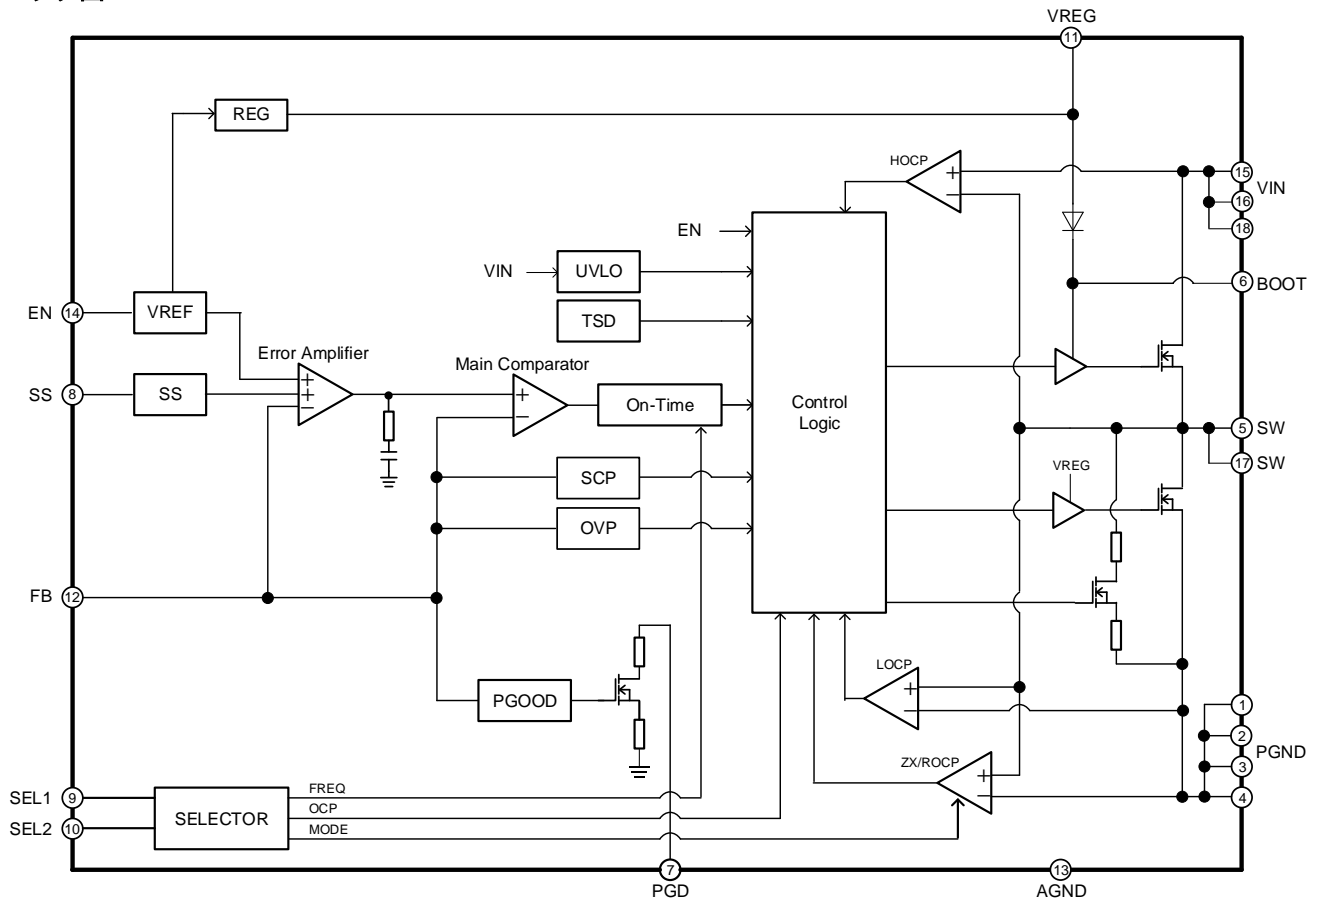 VREG
11
REG
HOCP
+
−
15
VIN
16
18
EN
VIN
UVLO
6
BOOT
EN
14
VREF
TSD
Error Amplifier
Main Comparator
SS
8
SS
+
+
−
+
−
On-Time
Control
Logic
5
SW
17
SW
VREG
SCP
OVP
FB
12
LOCP
+
−
PGOOD
1
2
PGND
3
4
ZX/ROCP
+
−
SEL1
9
SEL2
10
SELECTOR
FREQ
OCP
MODE
7
PGD
13
AGND